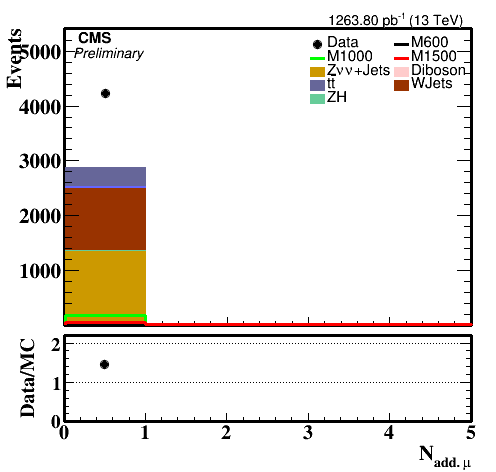 1263.80 pb⁻¹ (13 TeV)
CMS
Preliminary
Data
M600
M1000
M1500
Zνν+Jets
Diboson
tt
WJets
ZH
Events
5000
4000
3000
2000
1000
Data/MC
2
1
0
0 1 2 3 4 5
N add. μ